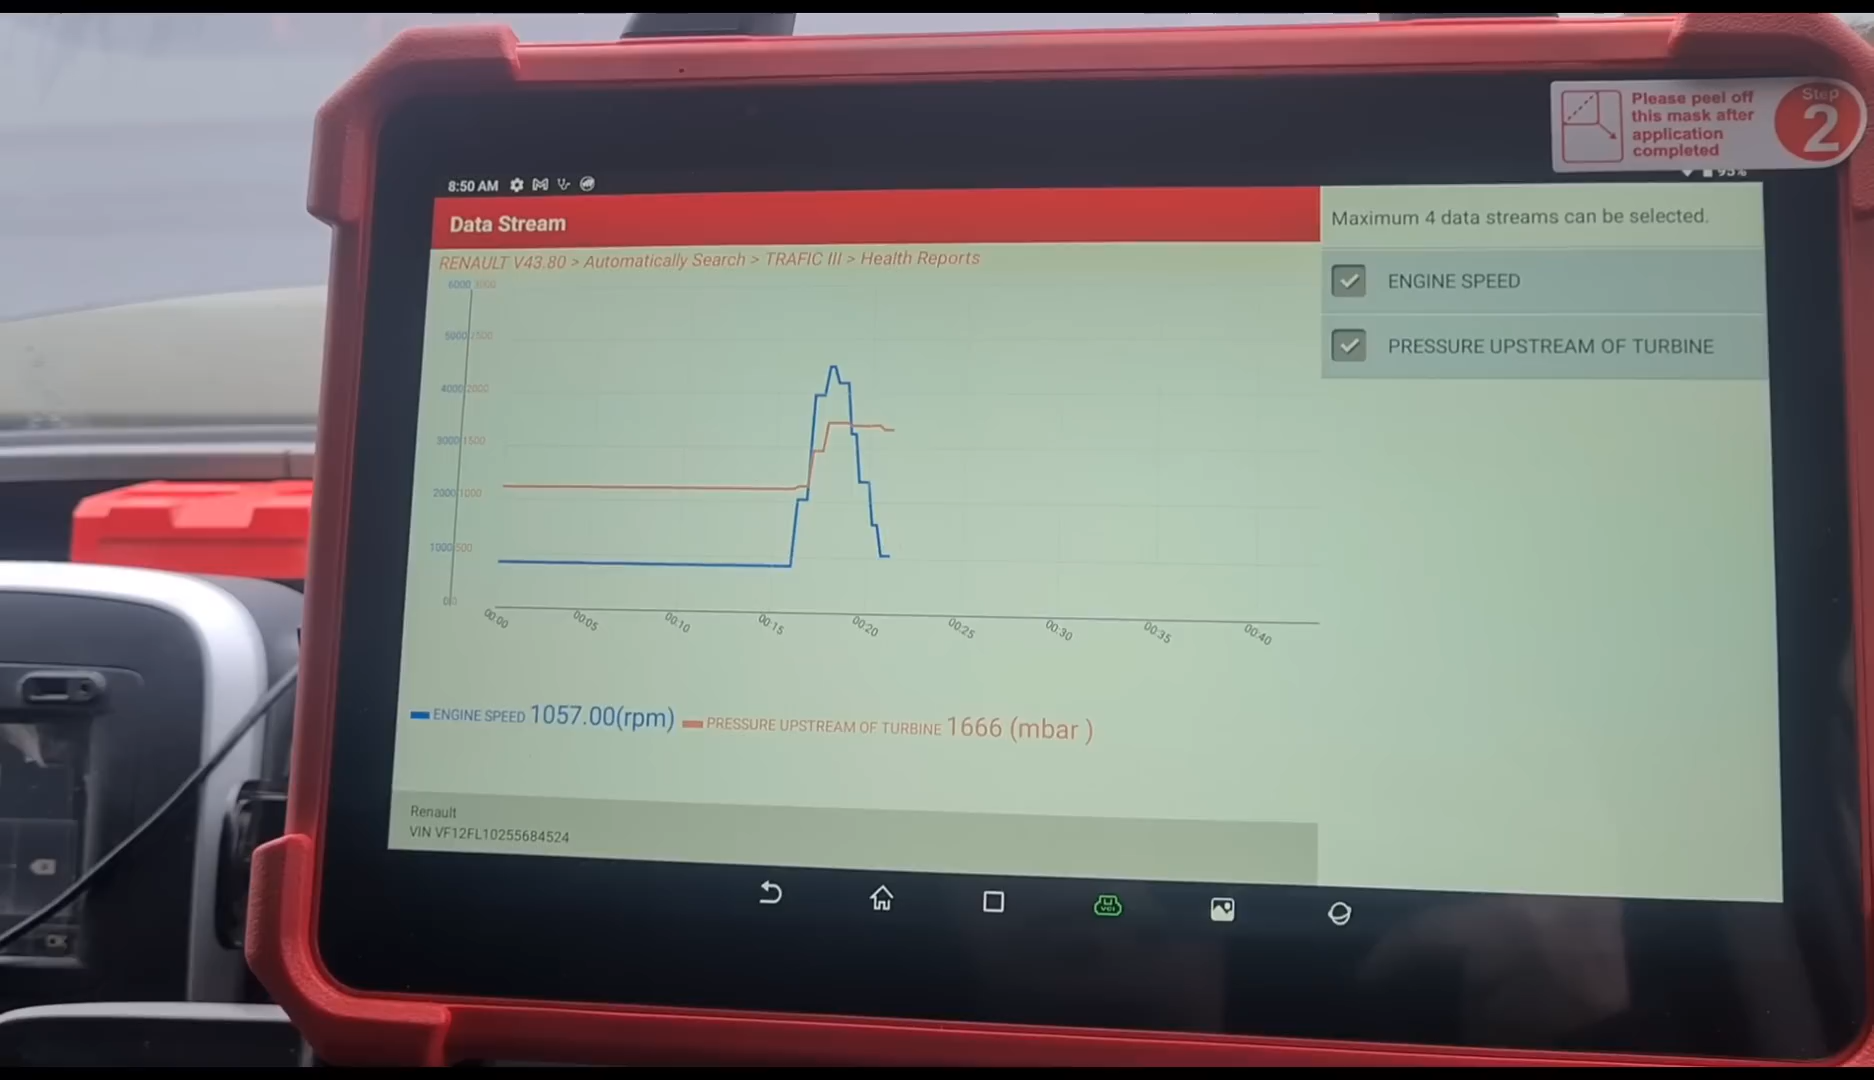 Please peel off
this mask after
application
completed
Step
2
8:50 AM
93%
Data Stream
RENAULT V43.80 > Automatically Search > TRAFIC III > Health Reports
Maximum 4 data streams can be selected.
ENGINE SPEED
PRESSURE UPSTREAM OF TURBINE
6000
5000
4000 2000
3000 1500
2000 1000
1000 500
0
00:00 00:05 00:10 00:15 00:20 00:25 00:30 00:35 00:40
ENGINE SPEED 1057.00(rpm) PRESSURE UPSTREAM OF TURBINE 1666 (mbar )
Renault
VIN VF12FL10255684524
VCI
OK